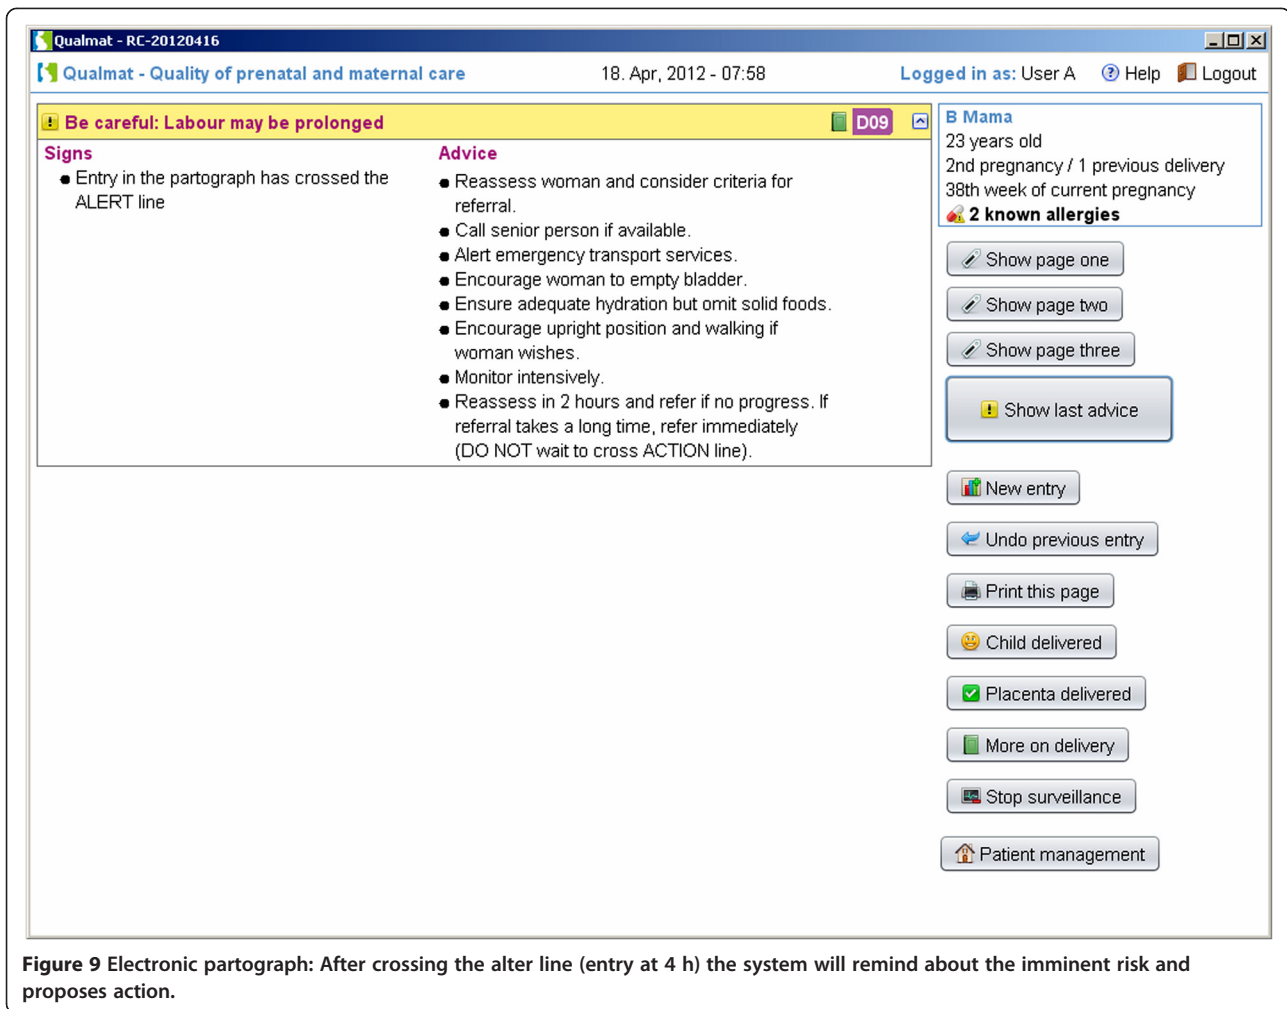 Qualmat - RC-20120416
Qualmat - Quality of prenatal and maternal care
18. Apr, 2012 - 07:58
Logged in as: User A
Help
Logout
Be careful: Labour may be prolonged
D09
Signs
Entry in the partograph has crossed the
ALERT line
Advice
Reassess woman and consider criteria for
referral.
Call senior person if available.
Alert emergency transport services.
Encourage woman to empty bladder.
Ensure adequate hydration but omit solid foods.
Encourage upright position and walking if
woman wishes.
Monitor intensively.
Reassess in 2 hours and refer if no progress. If
referral takes a long time, refer immediately
(DO NOT wait to cross ACTION line).
B Mama
23 years old
2nd pregnancy / 1 previous delivery
38th week of current pregnancy
2 known allergies
Show page one
Show page two
Show page three
Show last advice
New entry
Undo previous entry
Print this page
Child delivered
Placenta delivered
More on delivery
Stop surveillance
Patient management
Figure 9 Electronic partograph: After crossing the alter line (entry at 4 h) the system will remind about the imminent risk and
proposes action.